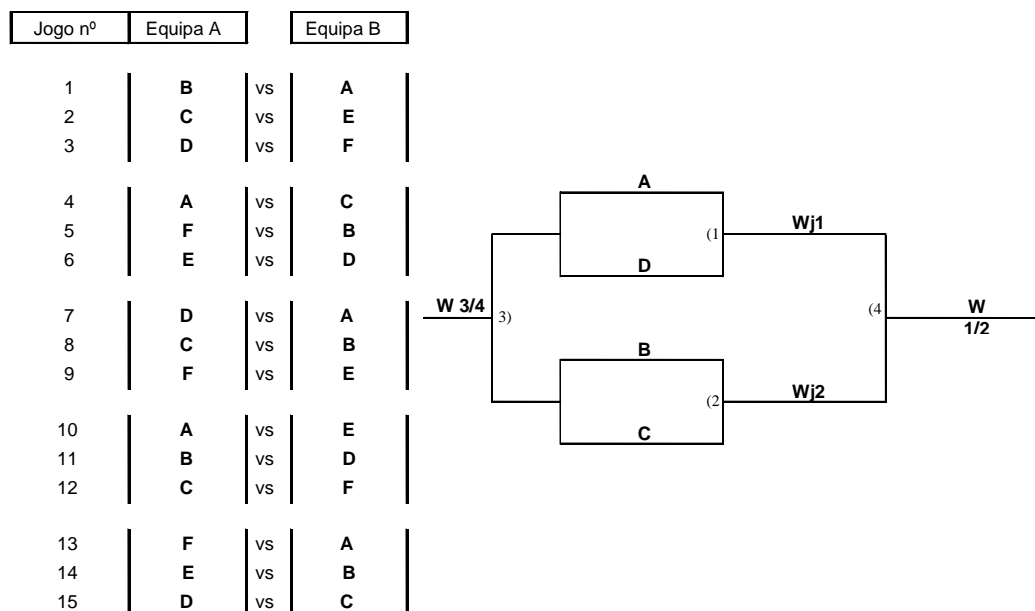 Jogo nº Equipa A Equipa B
1 B vs A
2 C vs E
3 D vs F
4 A vs C
5 F vs B
6 E vs D
7 D vs A
8 C vs B
9 F vs E
10 A vs E
11 B vs D
12 C vs F
13 F vs A
14 E vs B
15 D vs C
A
(1 Wj1
D
W 3/4 3) (4 W
1/2
B
(2 Wj2
C